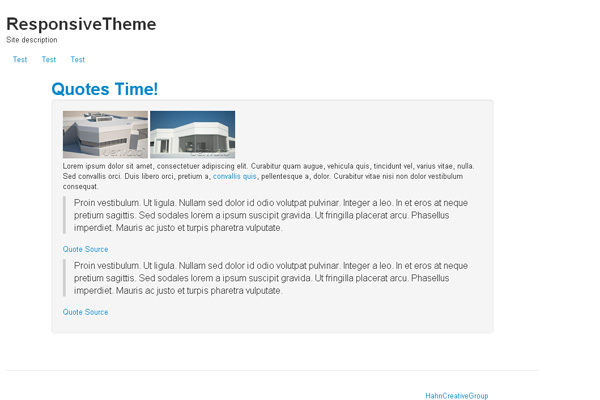 ResponsiveTheme
Site description
Test Test Test
Quotes Time!
Lorem ipsum dolor sit amet, consectetuer adipiscing elit. Curabitur quam augue, vehicula quis, tincidunt vel, varius vitae, nulla.
Sed convallis orci. Duis libero orci, pretium a, convallis quis, pellentesque a, dolor. Curabitur vitae nisi non dolor vestibulum
consequat.
Proin vestibulum. Ut ligula. Nullam sed dolor id odio volutpat pulvinar. Integer a leo. In et eros at neque
pretium sagittis. Sed sodales lorem a ipsum suscipit gravida. Ut fringilla placerat arcu. Phasellus
imperdiet. Mauris ac justo et turpis pharetra vulputate.
Quote Source
Proin vestibulum. Ut ligula. Nullam sed dolor id odio volutpat pulvinar. Integer a leo. In et eros at neque
pretium sagittis. Sed sodales lorem a ipsum suscipit gravida. Ut fringilla placerat arcu. Phasellus
imperdiet. Mauris ac justo et turpis pharetra vulputate.
Quote Source
HahnCreativeGroup